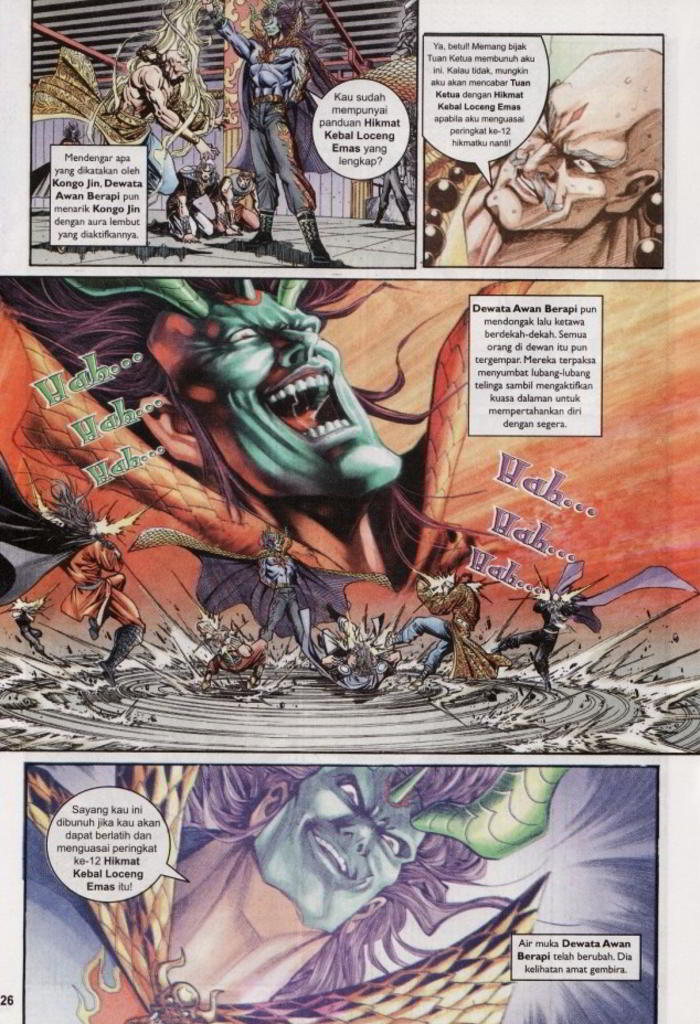 Kau sudah
mempunyai
panduan Hikmat
Kebal Loceng
Emas yang
lengkap?
Mendengar apa
yang dikatakan oleh
Kongo Jin, Dewata
Awan Berapi pun
menarik Kongo Jin
dengan aura lembut
yang diaktifkannya.
Ya, betul! Memang bijak
Tuan Ketua membunuh aku
ini. Kalau tidak, mungkin
aku akan mencabar Tuan
Ketua dengan Hikmat
Kebal Loceng Emas
apabila aku menguasai
peringkat ke-12
hikmatku nanti!
Dewata Awan Berapi pun
mendongak lalu ketawa
berdekah-dekah. Semua
orang di dewan itu pun
tergempar. Mereka terpaksa
menyumbat lubang-lubang
telinga sambil mengaktifkan
kuasa dalaman untuk
mempertahankan diri
dengan segera.
Hah...
Hah...
Hah...
Hah...
Hah...
Hah...
Sayang kau ini
dibunuh jika kau akan
dapat berlatih dan
menguasai peringkat
ke-12 Hikmat
Kebal Loceng
Emas itu!
Air muka Dewata Awan
Berapi telah berubah. Dia
kelihatan amat gembira.
26